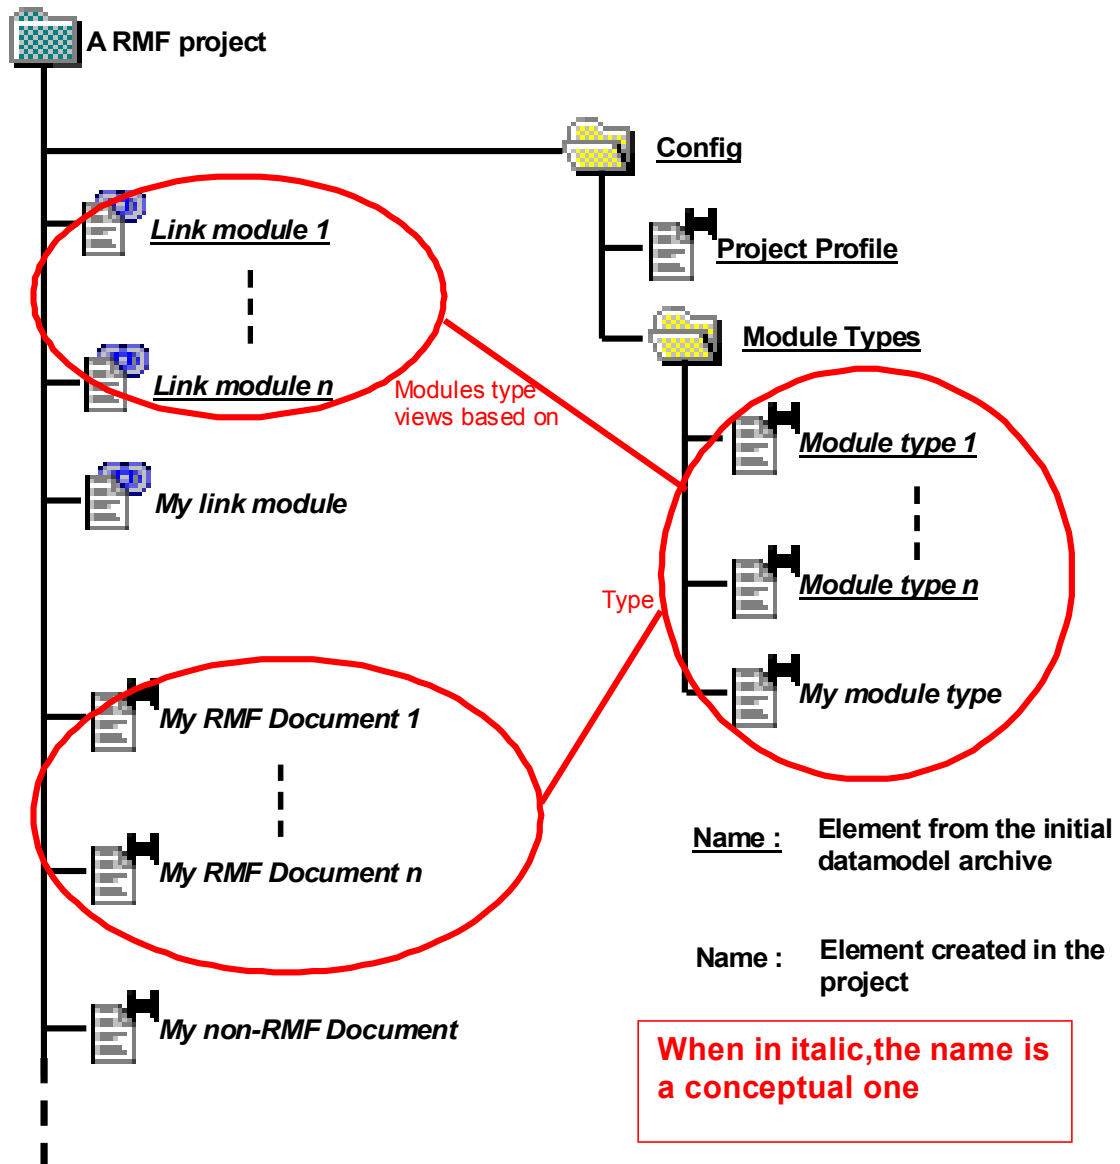 A RMF project
Config
Link module 1
Project Profile
Module Types
Link module n
Modules type
views based on
Module type 1
My link module
Module type n
Type
My module type
My RMF Document 1
Name :
Element from the initial
datamodel archive
My RMF Document n
Name :
Element created in the
project
My non-RMF Document
When in italic,the name is
a conceptual one